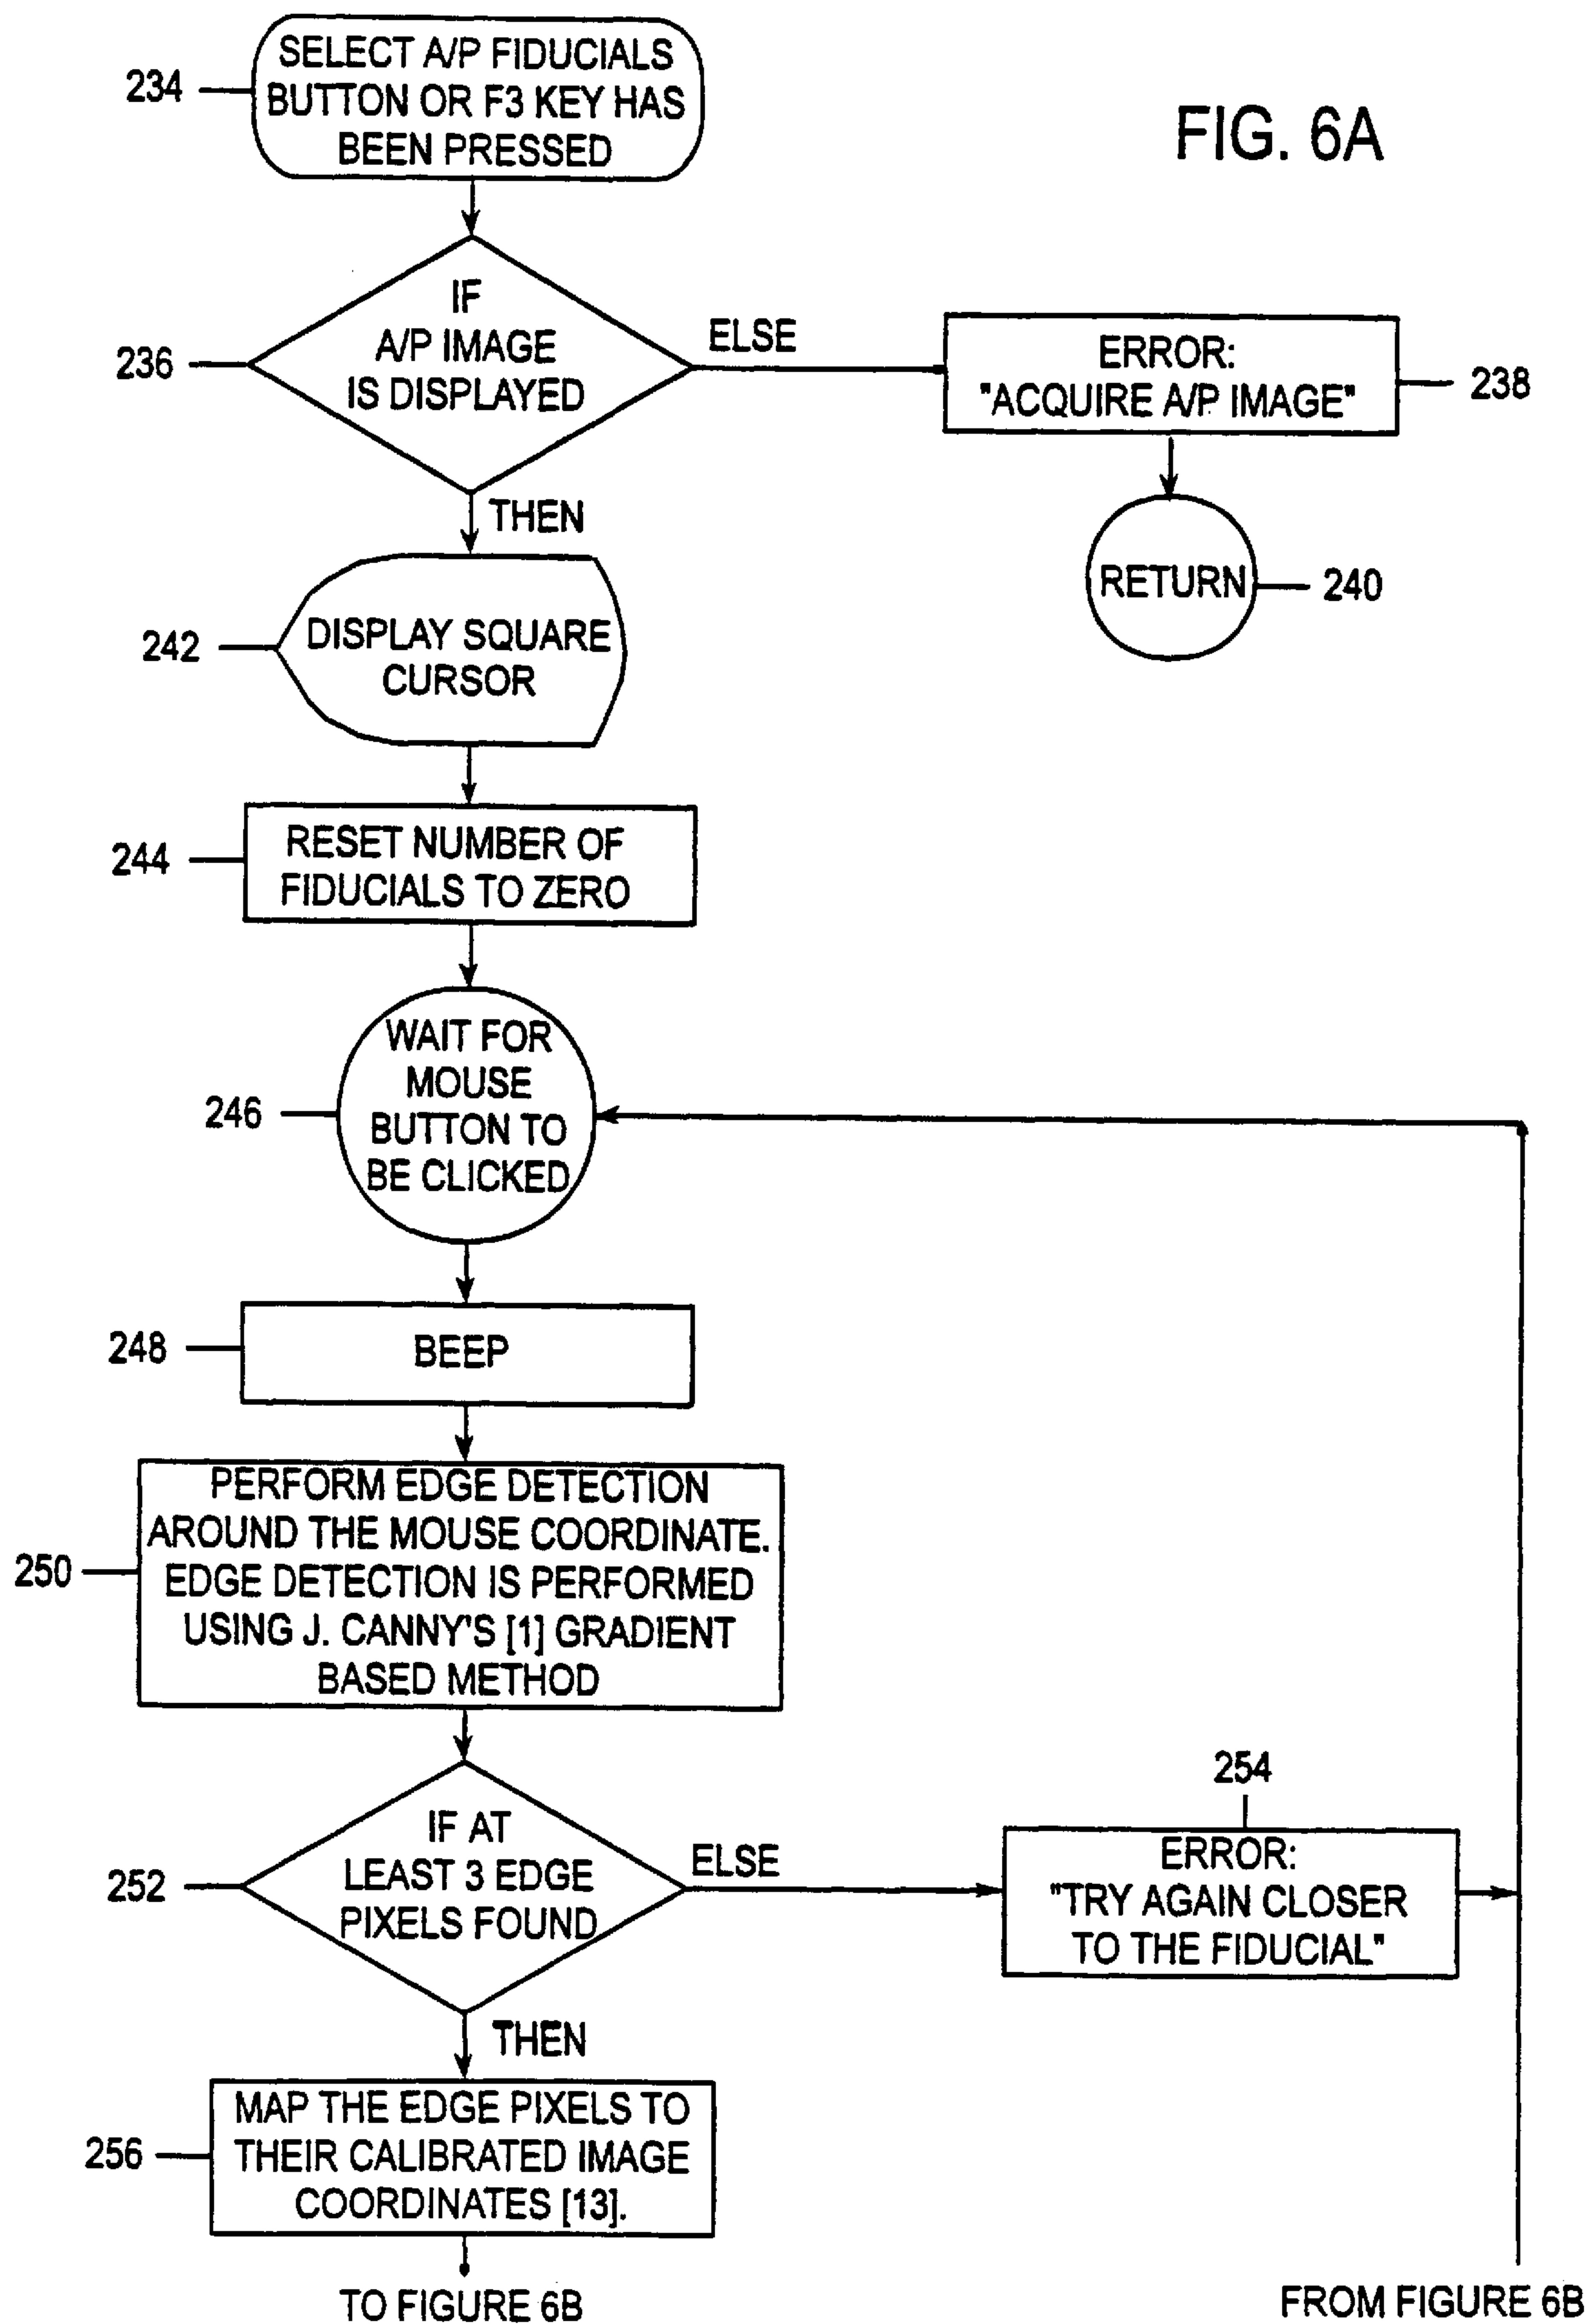 FIG. 6A
234
SELECT A/P FIDUCIALS
BUTTON OR F3 KEY HAS
BEEN PRESSED
236
IF
A/P IMAGE
IS DISPLAYED
ELSE
ERROR:
"ACQUIRE A/P IMAGE"
238
RETURN
240
THEN
242
DISPLAY SQUARE
CURSOR
244
RESET NUMBER OF
FIDUCIALS TO ZERO
246
WAIT FOR
MOUSE
BUTTON TO
BE CLICKED
248
BEEP
250
PERFORM EDGE DETECTION
AROUND THE MOUSE COORDINATE.
EDGE DETECTION IS PERFORMED
USING J. CANNY'S [1] GRADIENT
BASED METHOD
252
IF AT
LEAST 3 EDGE
PIXELS FOUND
ELSE
254
ERROR:
"TRY AGAIN CLOSER
TO THE FIDUCIAL"
THEN
256
MAP THE EDGE PIXELS TO
THEIR CALIBRATED IMAGE
COORDINATES [13].
TO FIGURE 6B
FROM FIGURE 6B